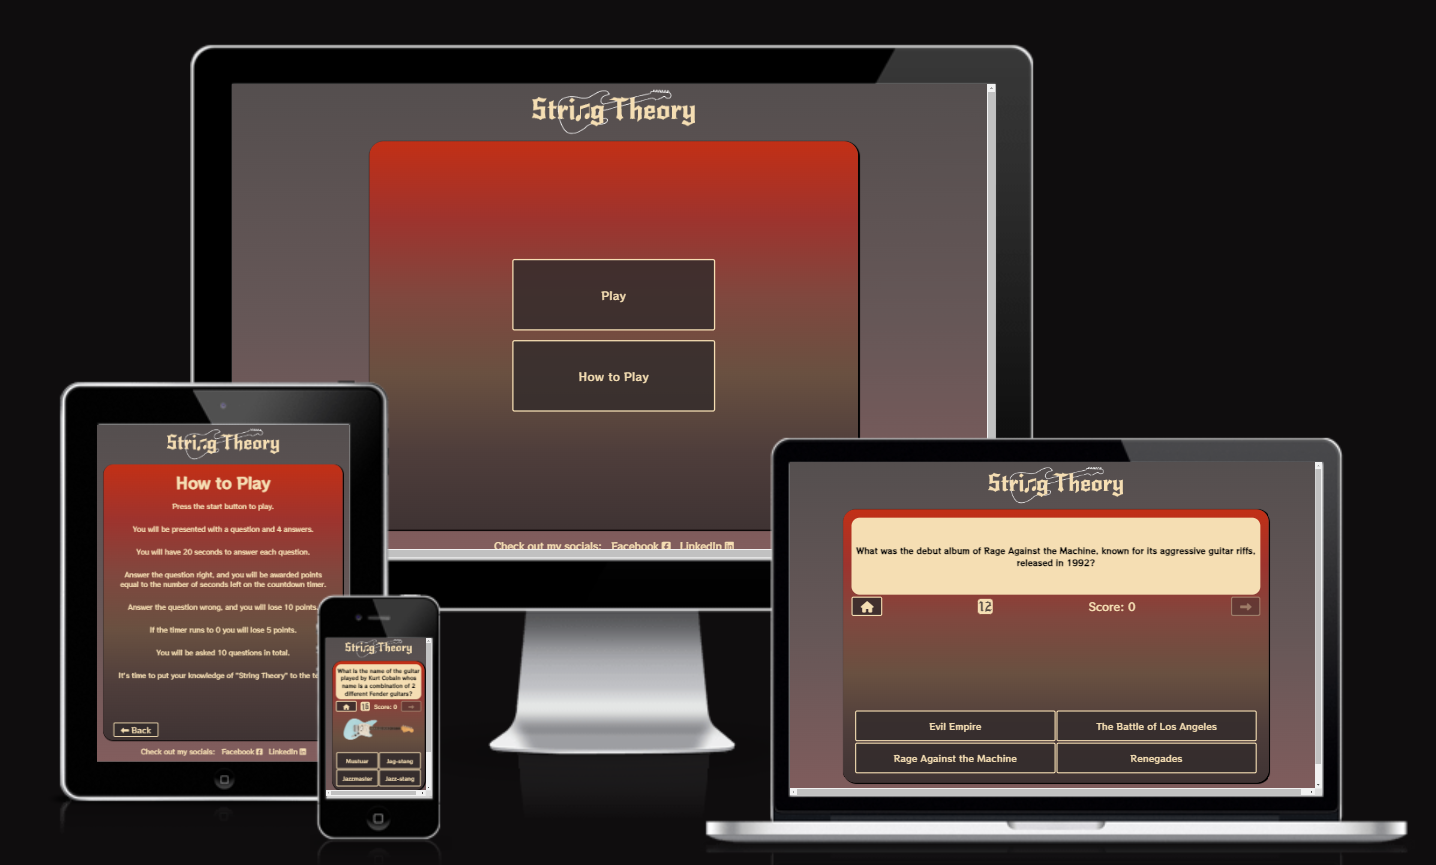 String Theory
Play
How to Play
Check out my socials: Facebook LinkedIn
String Theory
How to Play
Press the start button to play.
You will be presented with a question and 4 answers.
You will have 20 seconds to answer each question.
Answer the question right, and you will be awarded points
equal to the number of seconds left on the countdown timer.
Answer the question wrong, and you will lose 10 points.
If the timer runs to 0 you will lose 5 points.
You will be asked 10 questions in total.
It's time to put your knowledge of "String Theory" to the
Back
Check out my socials: Facebook LinkedIn
String Theory
What is the name of the guitar
played by Kurt Cobain whos
name is a combination of 2
different Fender guitars?
Score: 0
Jag-stang
Jazzmaster Jazz-stang
String Theory
What was the debut album of Rage Against the Machine, known for its aggressive guitar riffs,
released in 1992?
12 Score: 0
Evil Empire The Battle of Los Angeles
Rage Against the Machine Renegades